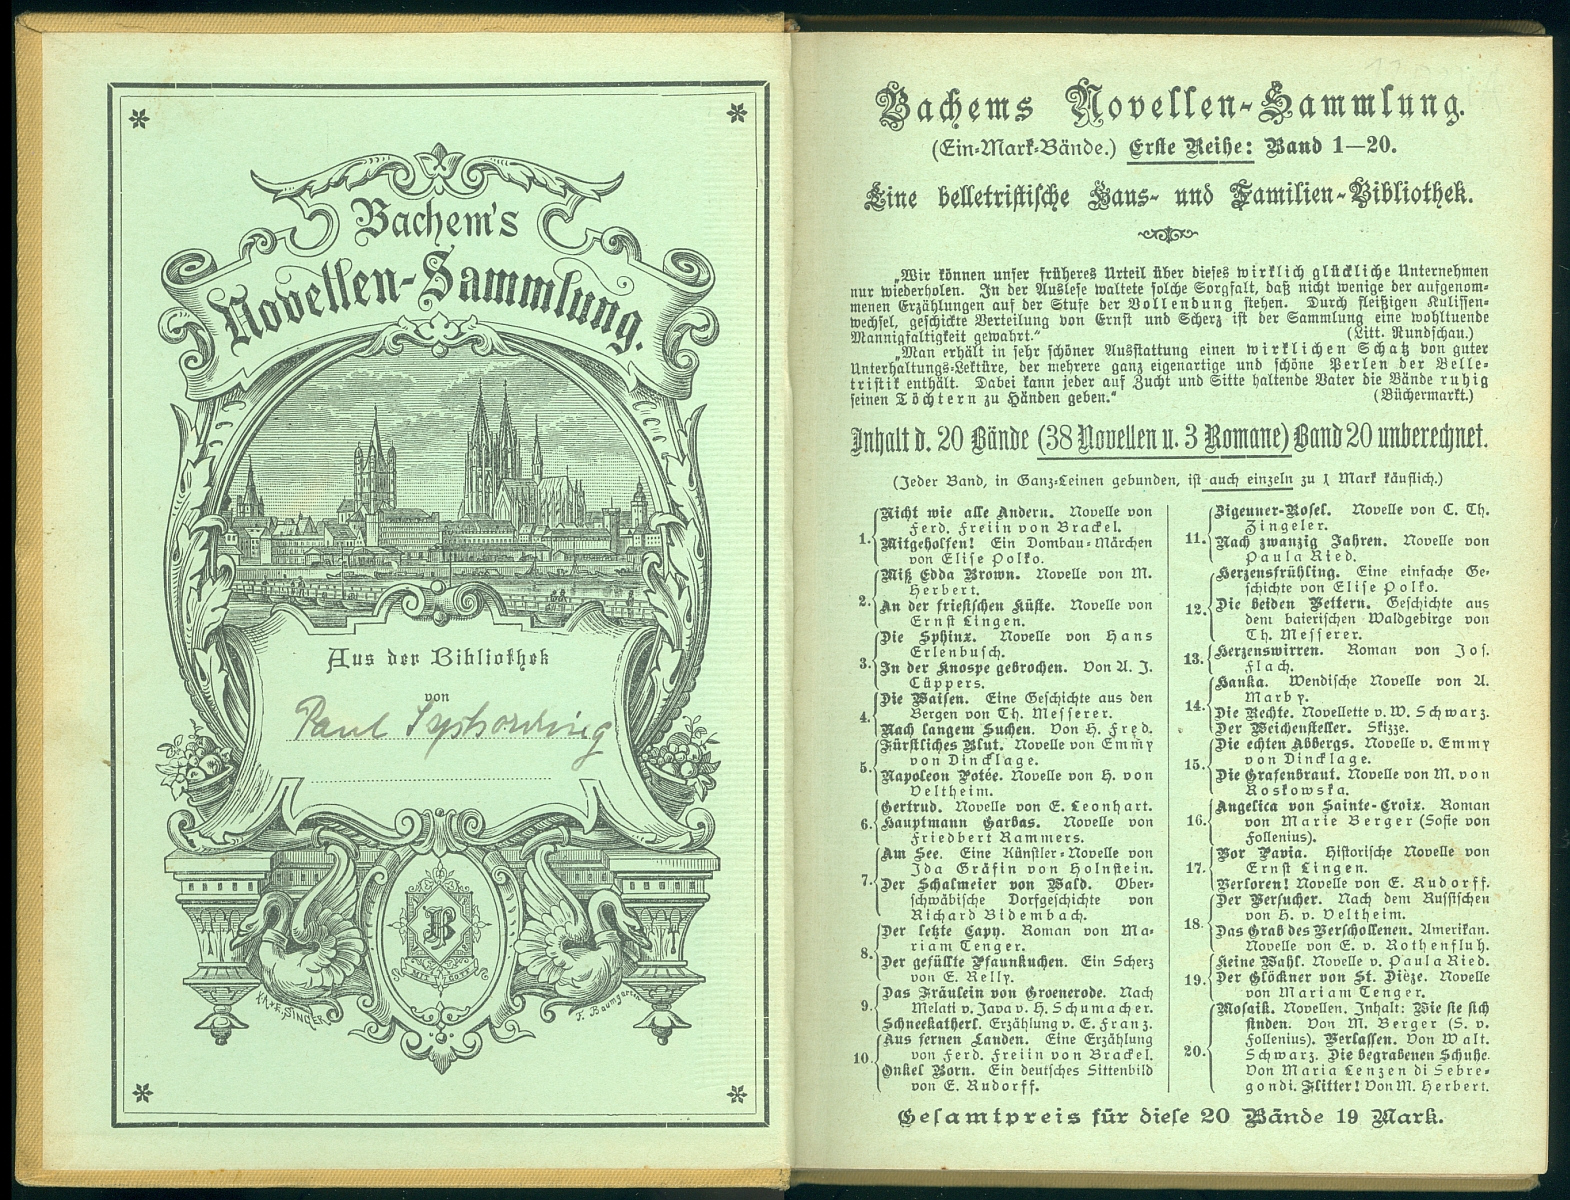 Bachem's
Novellen-Sammlung.
Aus der Bibliothek
von
Paul
MIT GOTT
F. Baumgarten
Bachems Novellen-Sammlung.
(Ein-Mark-Bände.) Erste Reihe: Band 1—20.
Eine belletristische Haus- und Familien-Bibliothek.
„Wir können unser früheres Urteil über dieses wirklich glückliche Unternehmen
nur wiederholen. In der Auslese waltete solche Sorgfalt, daß nicht wenige der aufgenom-
menen Erzählungen auf der Stufe der Vollendung stehen. Durch fleißigen Kulissen-
wechsel, geschickte Verteilung von Ernst und Scherz ist der Sammlung eine wohltuende
Mannigfaltigkeit gewahrt.“ (Litt. Rundschau.)
„Man erhält in sehr schöner Ausstattung einen wirklichen Schatz von guter
Unterhaltungs-Lektüre, der mehrere ganz eigenartige und schöne Perlen der Belle-
tristik enthält. Dabei kann jeder auf Zucht und Sitte haltende Vater die Bände ruhig
seinen Töchtern zu Händen geben.“ (Büchermarkt.)
Inhalt d. 20 Bände (38 Novellen u. 3 Romane) Band 20 unberechnet.
(Jeder Band, in Ganz-Leinen gebunden, ist auch einzeln zu 1 Mark käuflich.)
Nicht wie alle Andern. Novelle von
Ferd. Freiin von Brackel.
1. Mitgeholfen! Ein Dombau-Märchen
von Elise Polko.
Miß Edda Brown. Novelle von M.
Herbert.
2. An der friesischen Küste. Novelle von
Ernst Lingen.
Die Sphinx. Novelle von Hans
Erlenbusch.
3. In der Knospe gebrochen. Von A. J.
Cüppers.
Die Waisen. Eine Geschichte aus den
4. Bergen von Th. Messerer.
Nach langem Suchen. Von H. Fred.
Fürstliches Blut. Novelle von Emmy
von Dincklage.
5. Napoleon Potée. Novelle von H. von
Veltheim.
Gertrud. Novelle von E. Leonhart.
6. Hauptmann Garbas. Novelle von
Friedbert Rammers.
Am See. Eine Künstler-Novelle von
Ida Gräfin von Holnstein.
7. Der Schalmeier von Wald. Ober-
schwäbische Dorfgeschichte von
Richard Bidembach.
Der letzte Capy. Roman von Ma-
riam Tenger.
8. Der gefüllte Pfannkuchen. Ein Scherz
von E. Relly.
Das Fräulein von Groenerode. Nach
9. Melati v. Java v. H. Schumacher.
Schneekatherl. Erzählung v. E. Franz.
Aus fernen Landen. Eine Erzählung
10. von Ferd. Freiin von Brackel.
Onkel Born. Ein deutsches Sittenbild
von E. Rudorff.
Zigeuner-Rosel. Novelle von C. Th.
Zingeler.
11. Nach zwanzig Jahren. Novelle von
Paula Ried.
Herzensfrühling. Eine einfache Ge-
schichte von Elise Polko.
12. Die beiden Vettern. Geschichte aus
dem baierischen Waldgebirge von
Th. Messerer.
13. Herzenswirren. Roman von Jos.
Flach.
Hanka. Wendische Novelle von A.
14. Marby.
Die Rechte. Novellette v. W. Schwarz.
Der Weichensteller. Skizze.
Die echten Abbergs. Novelle v. Emmy
15. von Dincklage.
Die Grafenbraut. Novelle von M. von
Roskowska.
Angelica von Sainte-Croix. Roman
16. von Marie Berger (Sofie von
Follenius).
Vor Pavia. Historische Novelle von
17. Ernst Lingen.
Verloren! Novelle von E. Rudorff.
Der Versucher. Nach dem Russischen
von H. v. Veltheim.
18. Das Grab des Verschollenen. Amerikan.
Novelle von E. v. Rothenfluh.
Keine Wahl. Novelle v. Paula Ried.
19. Der Glöckner von St. Dièze. Novelle
von Mariam Tenger.
Mosaik. Novellen. Inhalt: Wie sie sich
finden. Von M. Berger (S. v.
Follenius). Verlassen. Von Walt.
20. Schwarz. Die begrabenen Schuhe.
Von Maria Lenzen di Sebre-
gondi. Flitter! Von M. Herbert.
Gesamtpreis für diese 20 Bände 19 Mark.